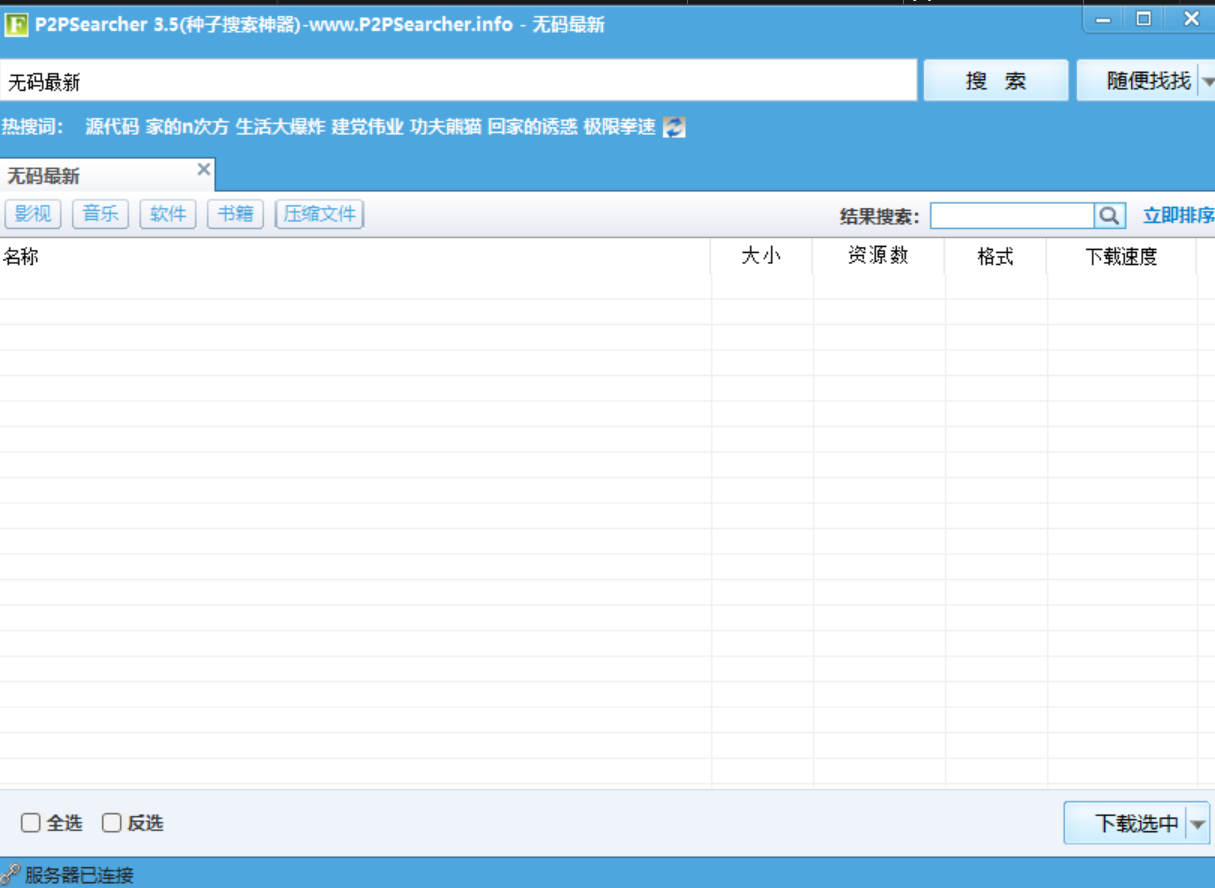 P2PSearcher 3.5(种子搜索神器)-www.P2PSearcher.info - 无码最新
无码最新 搜 索 随便找找
热搜词： 源代码 家的n次方 生活大爆炸 建党伟业 功夫熊猫 回家的诱惑 极限拳速
无码最新
影视 音乐 软件 书籍 压缩文件 结果搜索： 立即排序
名称 大小 资源数 格式 下载速度
全选 反选 下载选中
服务器已连接